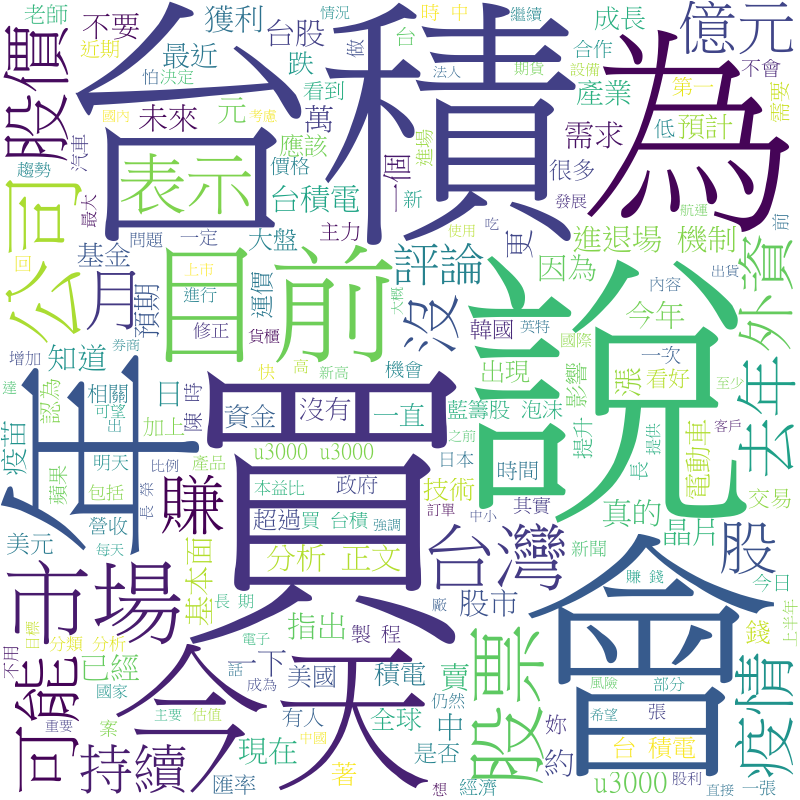 老師
近期
不要
獲利
最近
台股
跌
怕
決定
國內
考慮
元
未來
萬
看到
應該
價格
情況
做
台
時 中
法人
繼續
期貨
設備
進場
新
成長
合作
產業
需求
很多
發展
億元
不會
第一
低
預計
需要
股價
台積
為
汽車
趨勢
最大
表示
台積電
一個
航運
前
公司
回
問題
一定
上市
進行
修正
基金
大盤
主力
更
使用
吃
進退場 機制
因為
外資
目前
月
預期
貨櫃
運價
大概
評論
沒
韓國
英特
國際
今年
內容
出貨
說
年
增加
券商
知道
達
認為
可望
出
相關
日
時
陳
快
高
新高
機會
出現
影響
漲
看好
一次
至少
去年
疫苗
蘋果
包括
明天
加上
資金
沒有
一直
藍籌股 泡沫
提升
長
提供
客戶
買
長 榮
比例
產品
u3000 u3000
之前
日本
時間
電動車
賺
營收
美元
每天
本益比
政府
技術
其實
真的
晶片
交易
超過
買 台積
強調
訂單
中小
新聞
股
市場
基本面
分析 正文
台灣
會
賺 錢
今日
不用
目標
分類 分析
長 期
指出
電子
廠
股市
製 程
錢
上半年
可能
已經
一下
話
成為
美國
積電
賣
股票
風險
部分
疫情
國家
重要
案
主要
估值
有人
中國
全球
仍然
中
是否
妳
希望
張
台 積電
持續
今天
現在
匯率
著
想
經濟
約
u3000
股利
直接
一張